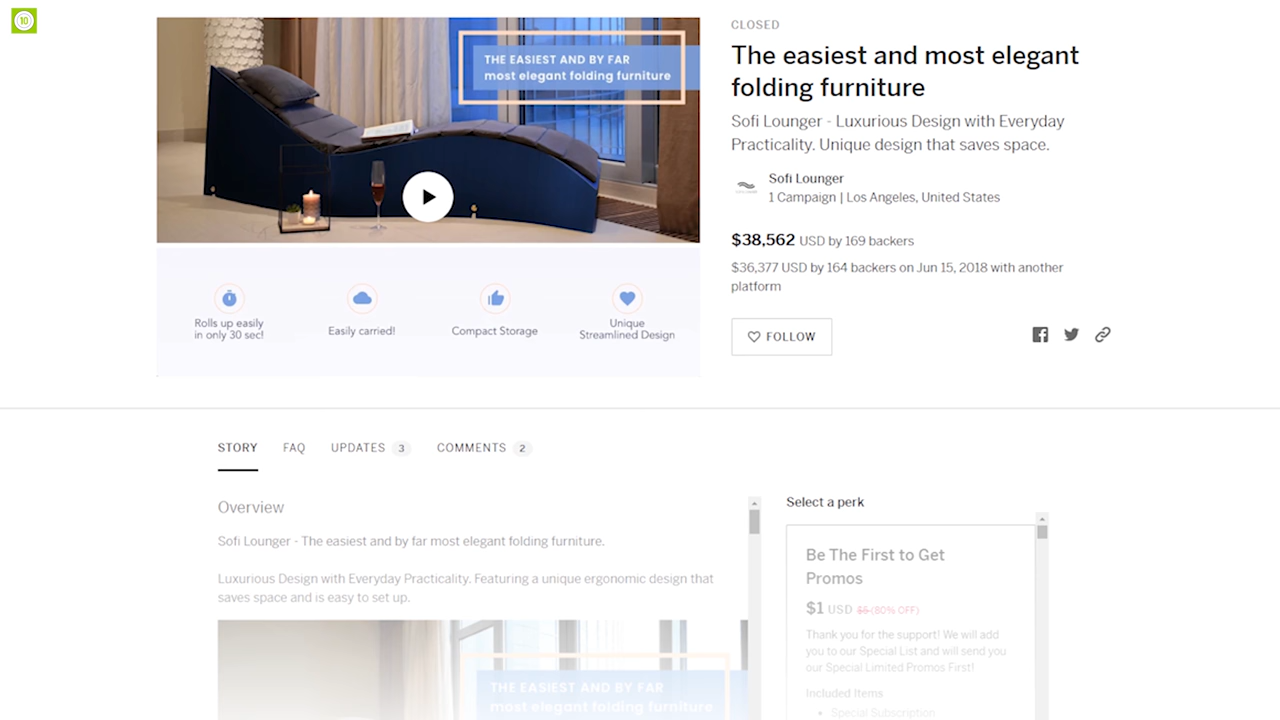 10
THE EASIEST AND BY FAR
most elegant folding furniture
Rolls up easily
in only 30 sec!
Easily carried!
Compact Storage
Unique
Streamlined Design
CLOSED
The easiest and most elegant
folding furniture
Sofi Lounger - Luxurious Design with Everyday
Practicality. Unique design that saves space.
Sofi Lounger
1 Campaign | Los Angeles, United States
$38,562 USD by 169 backers
$36,377 USD by 164 backers on Jun 15, 2018 with another
platform
FOLLOW
STORY FAQ UPDATES 3 COMMENTS 2
Overview
Sofi Lounger - The easiest and by far most elegant folding furniture.
Luxurious Design with Everyday Practicality. Featuring a unique ergonomic design that
saves space and is easy to set up.
THE EASIEST AND BY FAR
most elegant folding furniture
Select a perk
Be The First to Get
Promos
$1 USD $5 (80% OFF)
Thank you for the support! We will add
you to our Special List and will send you
our Special Limited Promos First!
Included Items
• Special Subscription